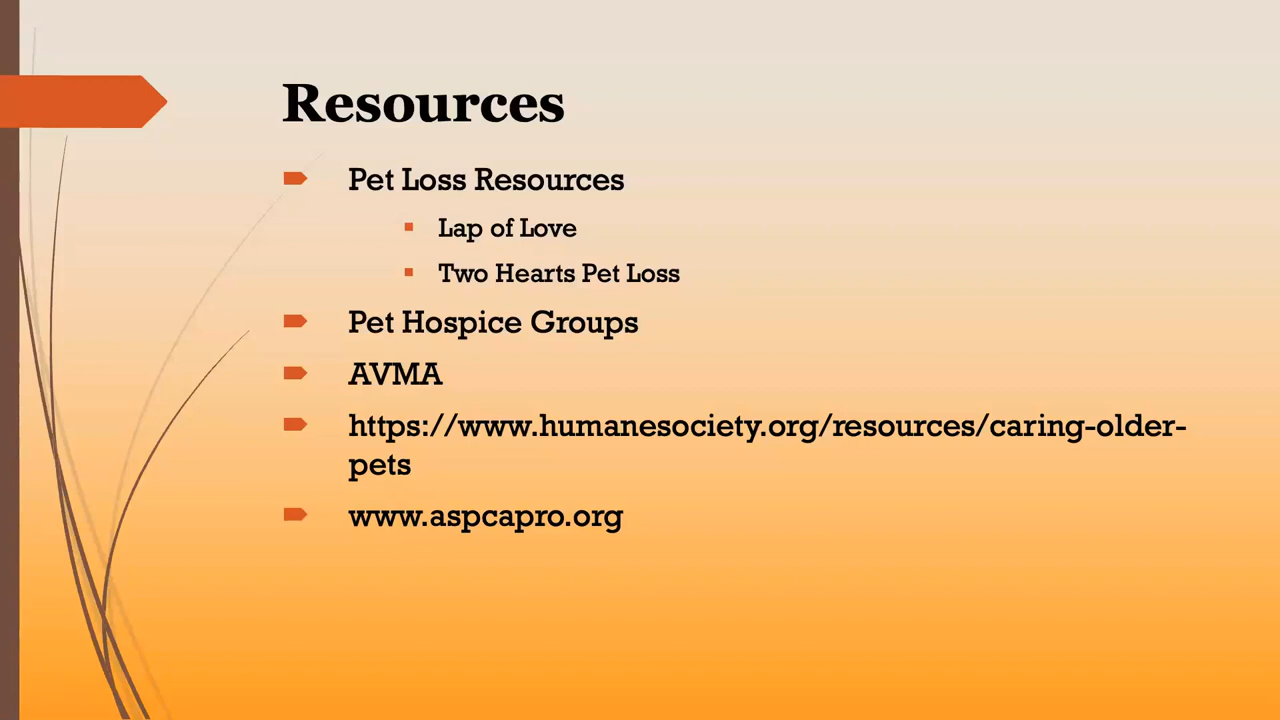 Resources
Pet Loss Resources
Lap of Love
Two Hearts Pet Loss
Pet Hospice Groups
AVMA
https://www.humanesociety.org/resources/caring-older-
pets
www.aspcapro.org